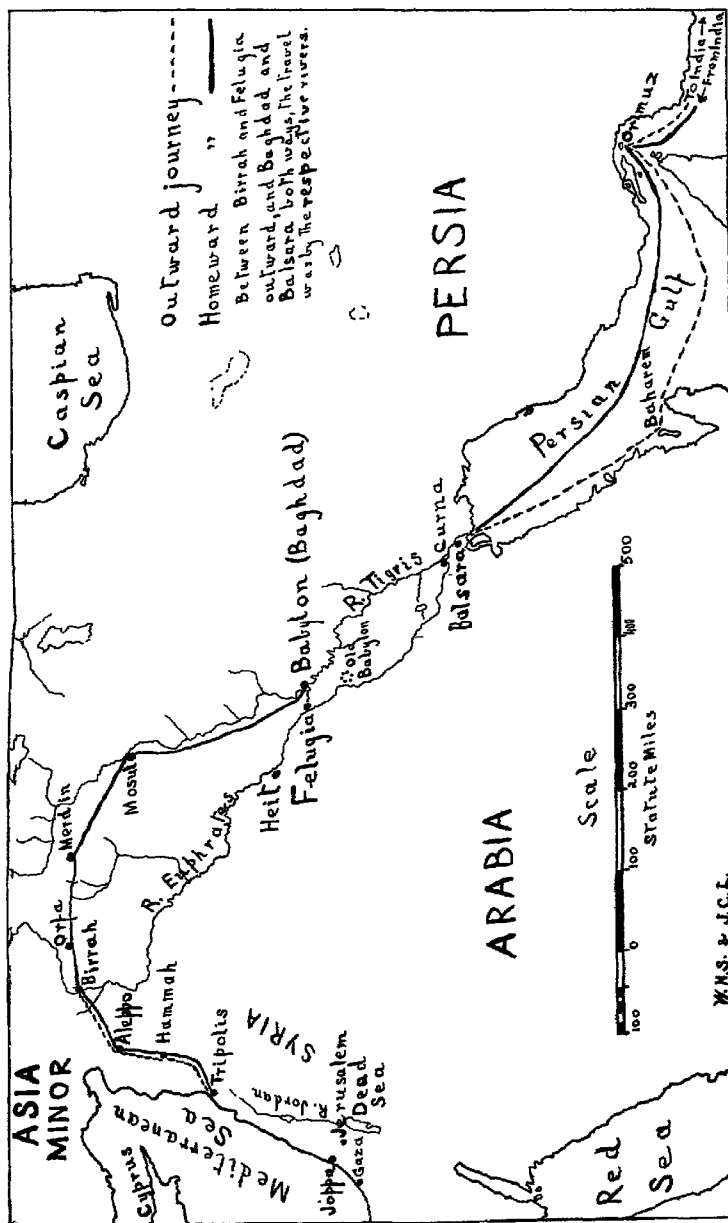 ASIA
MINOR
Cyprus
Mediterranean
Sea
Joppa
Gaza
Jerusalem
Dead
Sea
R. Jordan
SYRIA
Tripolis
Hammah
Aleppo
Birrah
Orfa
Merdin
Mosul
R. Euphrates
Heit
Felugia
Babylon (Baghdad)
Old
Babylon
R. Tigris
Curna
Balsara
Caspian
Sea
Outward journey
Homeward "
Between Birrah and Felugia
outward, and Baghdad and
Balsara both ways, the travel
was by the respective rivers.
PERSIA
Persian
Gulf
Baharem
Ormuz
To India
From India
ARABIA
Red
Sea
Scale
100 0 100 200 300 400 500
Statute Miles
W.H.S. & J.C.L.